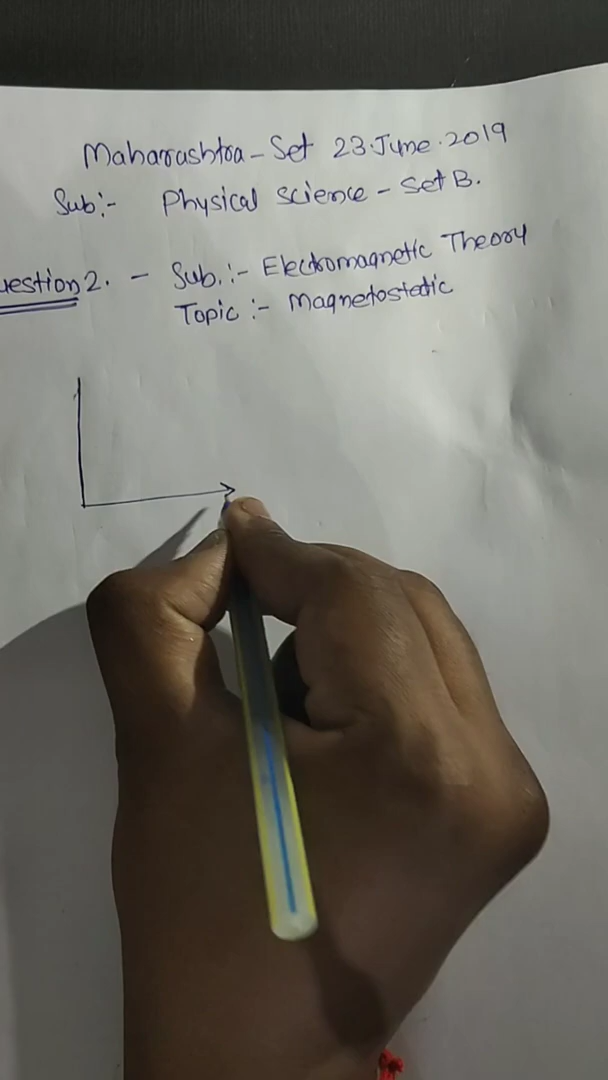 Maharashtra - Set 23.June.2019
Sub:- Physical science - Set B.
uestion 2. - Sub.:- Electromagnetic Theory
Topic :- Magnetostatic